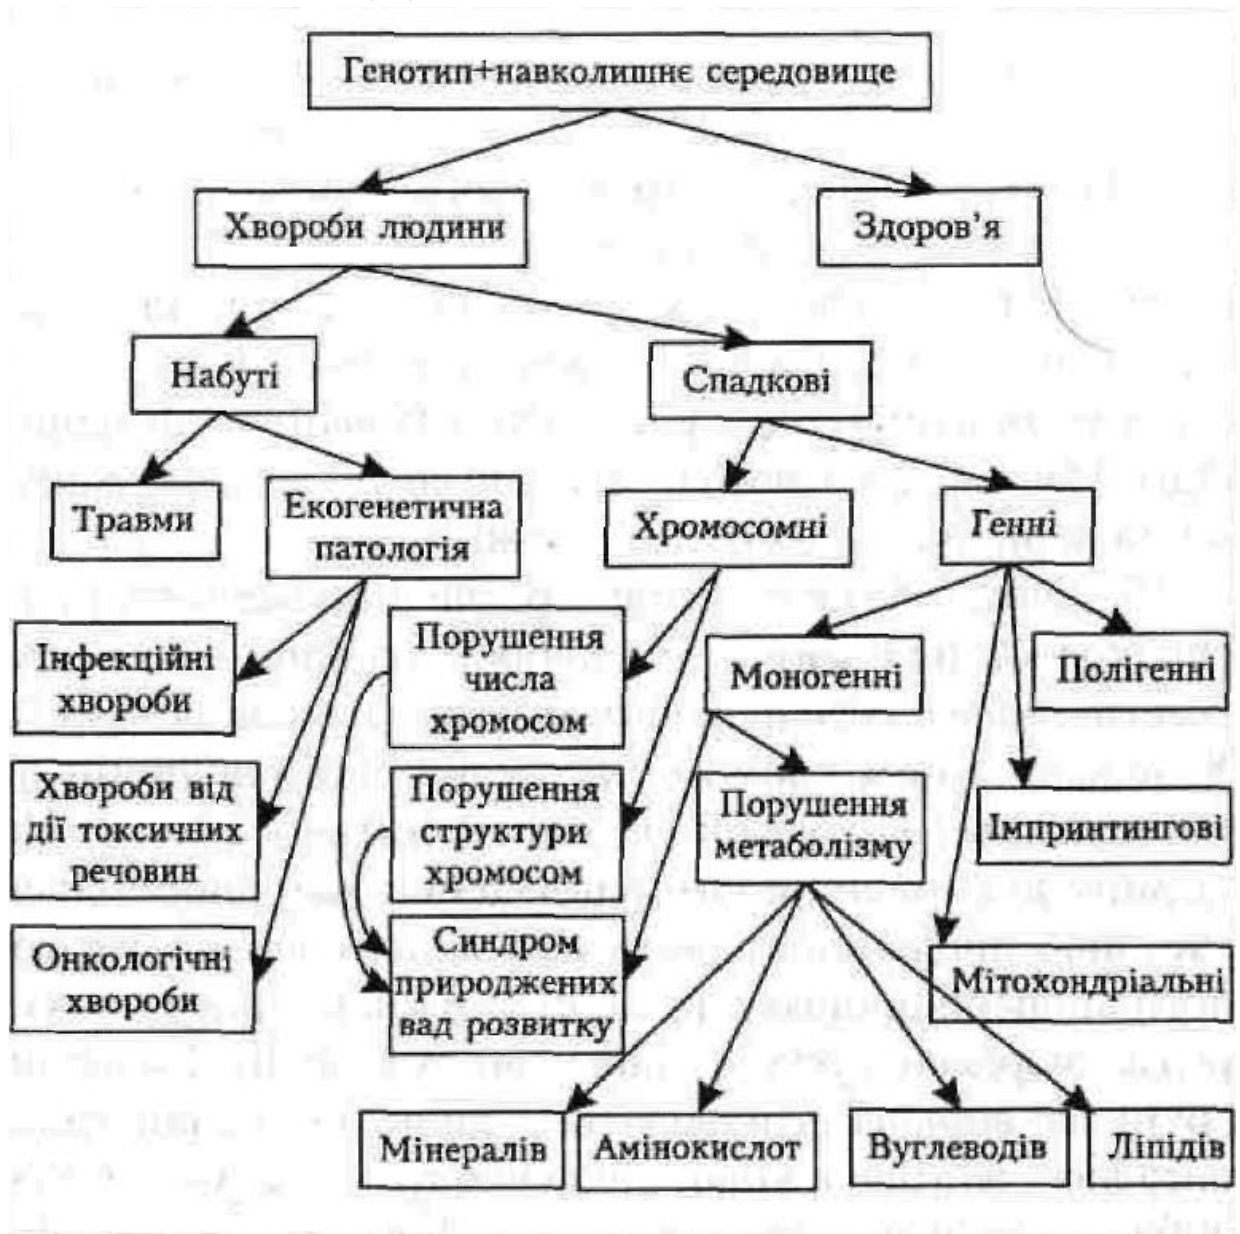 Генотип+навколишнє середовище
Хвороби людини
Здоров'я
Набуті
Спадкові
Травми
Екогенетична
патологія
Хромосомні
Генні
Інфекційні
хвороби
Порушення
числа
хромосом
Моногенні
Полігенні
Хвороби від
дії токсичних
речовин
Порушення
структури
хромосом
Порушення
метаболізму
Імпринтингові
Онкологічні
хвороби
Синдром
природжених
вад розвитку
Мітохондріальні
Мінералів
Амінокислот
Вуглеводів
Ліпідів